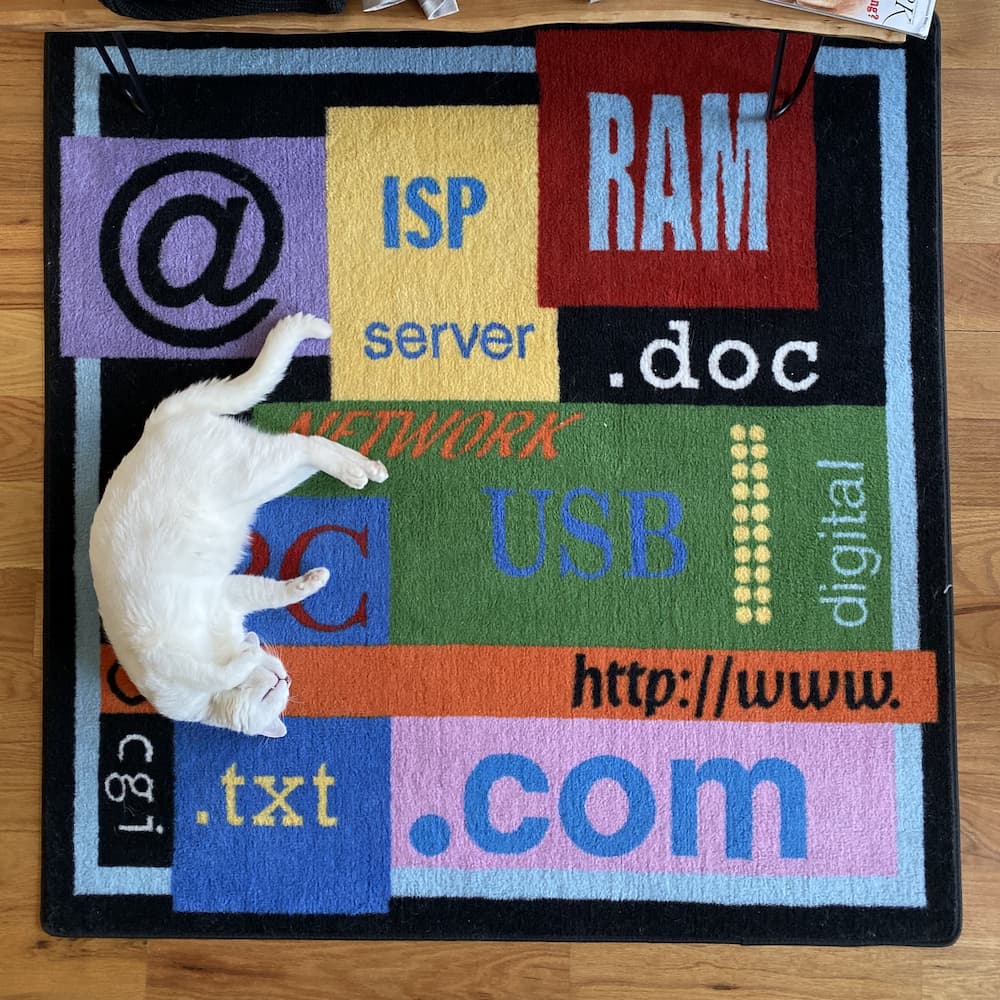 @
ISP
RAM
server
.doc
NETWORK
USB
digital
C
http://www.
cgi
.txt
.com